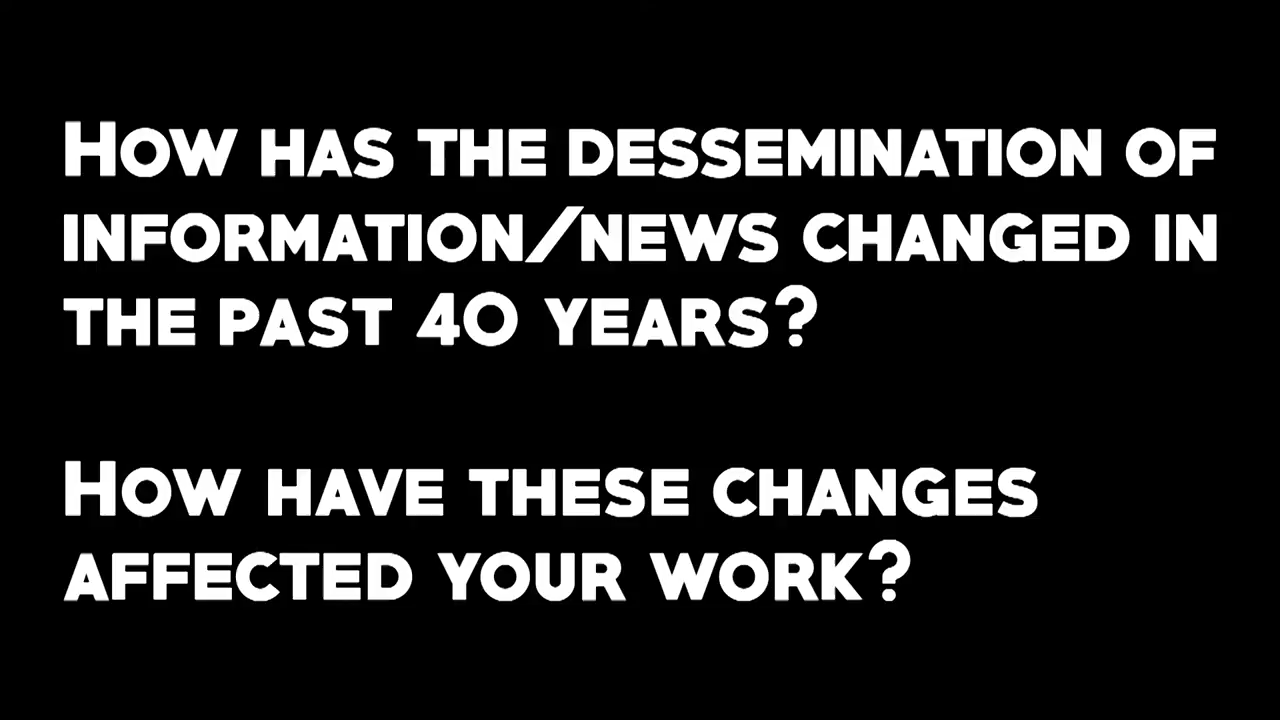 How has the dessemination of
information/news changed in
the past 40 years?
How have these changes
affected your work?